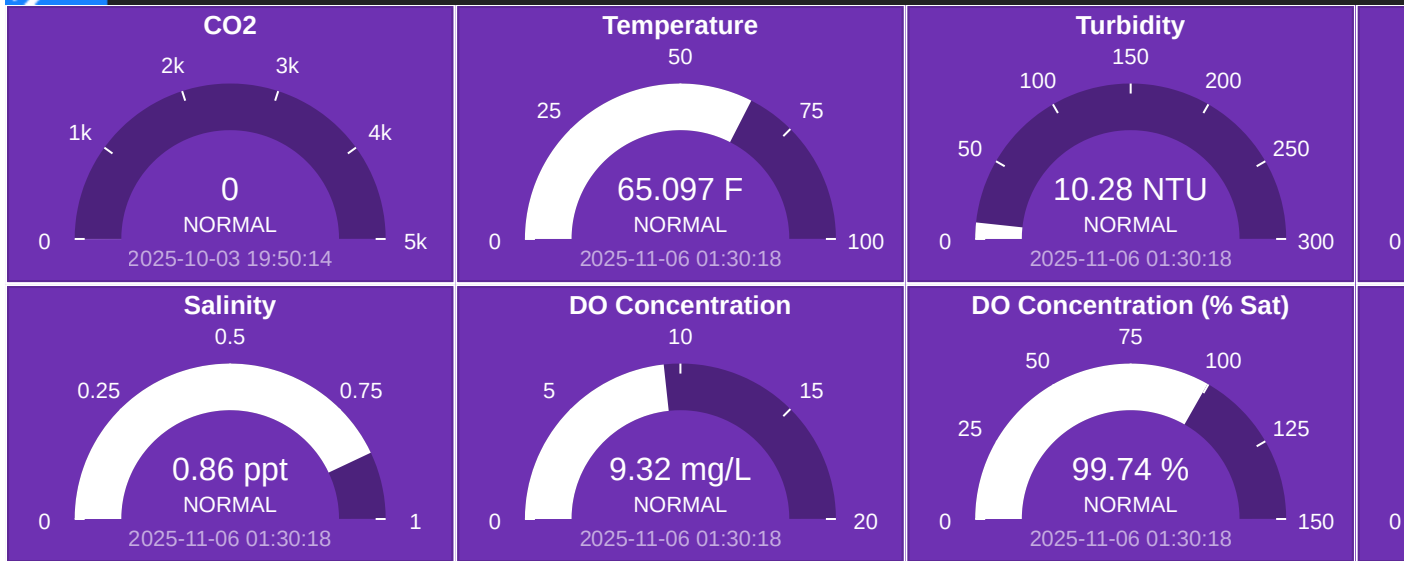 CO2
2k
3k
1k
4k
0
NORMAL
0
5k
2025-10-03 19:50:14
Temperature
50
25
75
65.097 F
NORMAL
0
100
2025-11-06 01:30:18
Turbidity
150
100
200
50
250
10.28 NTU
NORMAL
0
300
2025-11-06 01:30:18
0
Salinity
0.5
0.25
0.75
0.86 ppt
NORMAL
0
1
2025-11-06 01:30:18
DO Concentration
10
5
15
9.32 mg/L
NORMAL
0
20
2025-11-06 01:30:18
DO Concentration (% Sat)
75
50
100
25
125
99.74 %
NORMAL
0
150
2025-11-06 01:30:18
0